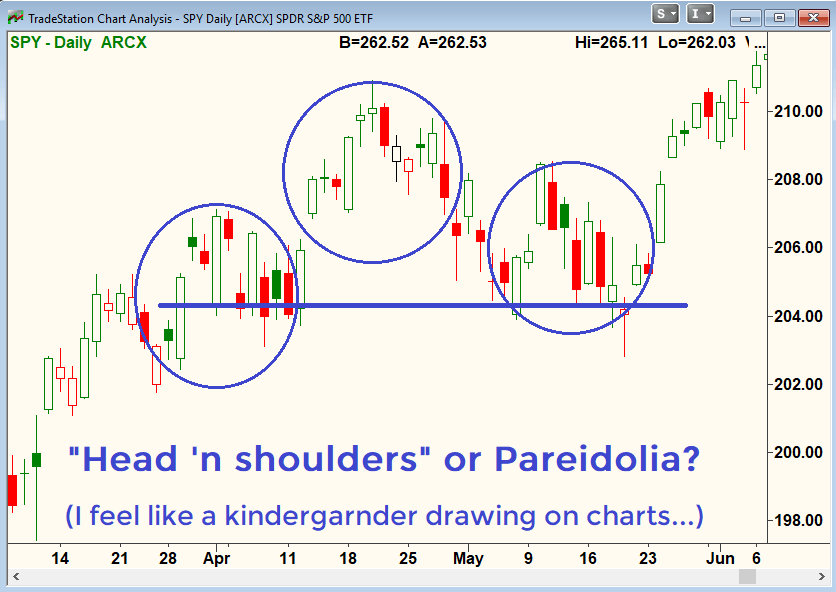 TradeStation Chart Analysis - SPY Daily [ARCX] SPDR S&P 500 ETF
S I
SPY - Daily ARCX B=262.52 A=262.53 Hi=265.11 Lo=262.03
210.00
208.00
206.00
204.00
202.00
200.00
198.00
"Head 'n shoulders" or Pareidolia?
(I feel like a kindergarnder drawing on charts...)
14 21 28 Apr 11 18 25 May 9 16 23 Jun 6